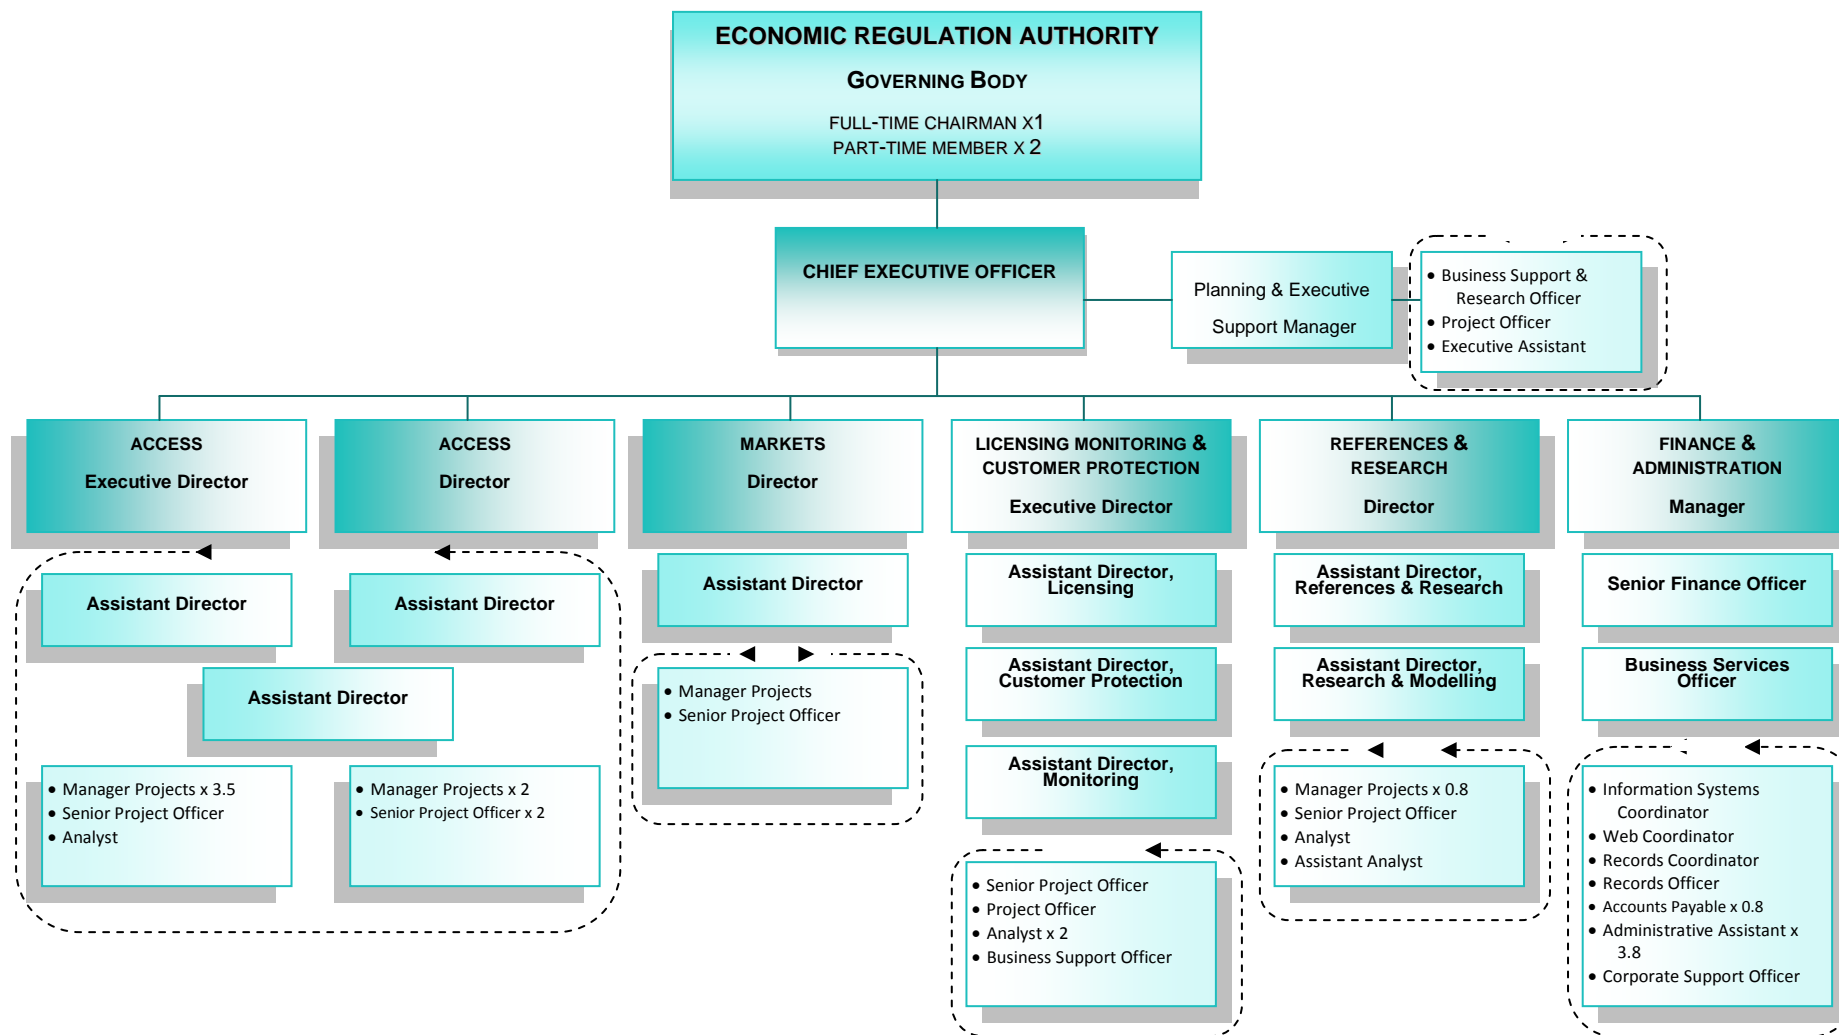 ECONOMIC REGULATION AUTHORITY
GOVERNING BODY
FULL-TIME CHAIRMAN X1
PART-TIME MEMBER X 2
CHIEF EXECUTIVE OFFICER
Planning & Executive
Support Manager
• Business Support &
Research Officer
• Project Officer
• Executive Assistant
ACCESS
Executive Director
ACCESS
Director
MARKETS
Director
LICENSING MONITORING &
CUSTOMER PROTECTION
Executive Director
REFERENCES &
RESEARCH
Director
FINANCE &
ADMINISTRATION
Manager
Assistant Director
Assistant Director
Assistant Director
• Manager Projects x 3.5
• Senior Project Officer
• Analyst
• Manager Projects x 2
• Senior Project Officer x 2
Assistant Director
• Manager Projects
• Senior Project Officer
Assistant Director,
Licensing
Assistant Director,
Customer Protection
Assistant Director,
Monitoring
• Senior Project Officer
• Project Officer
• Analyst x 2
• Business Support Officer
Assistant Director,
References & Research
Assistant Director,
Research & Modelling
• Manager Projects x 0.8
• Senior Project Officer
• Analyst
• Assistant Analyst
Senior Finance Officer
Business Services
Officer
• Information Systems
Coordinator
• Web Coordinator
• Records Coordinator
• Records Officer
• Accounts Payable x 0.8
• Administrative Assistant x
3.8
• Corporate Support Officer